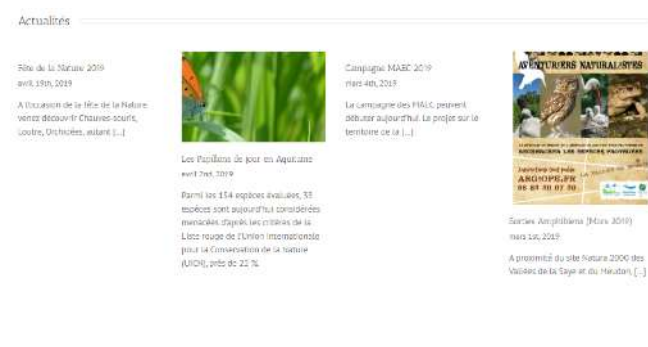 Actualités
Fête de la Nature 2019
avril 19th, 2019
A l'occasion de la fête de la Nature
venez découvrir Chauves-souris,
Loutre, Orchidées, autant [...]
Les Papillons de jour en Aquitaine
avril 2nd, 2019
Parmi les 154 espèces évaluées, 33
espèces sont aujourd'hui considérées
menacées d'après les critères de la
Liste rouge de l'Union Internationale
pour la Conservation de la Nature
(UICN), près de 22 %.
Campagne MAEC 2019
mars 4th, 2019
La campagne des MAEC peuvent
débuter aujourd'hui. Le projet sur le
territoire de la [...]
AVENTURIERS NATURALISTES
Sorties Amphibiens (Mars 2019)
mars 1st, 2019
A proximité du site Natura 2000 des
Vallées de la Saye et du Meudon, [...]